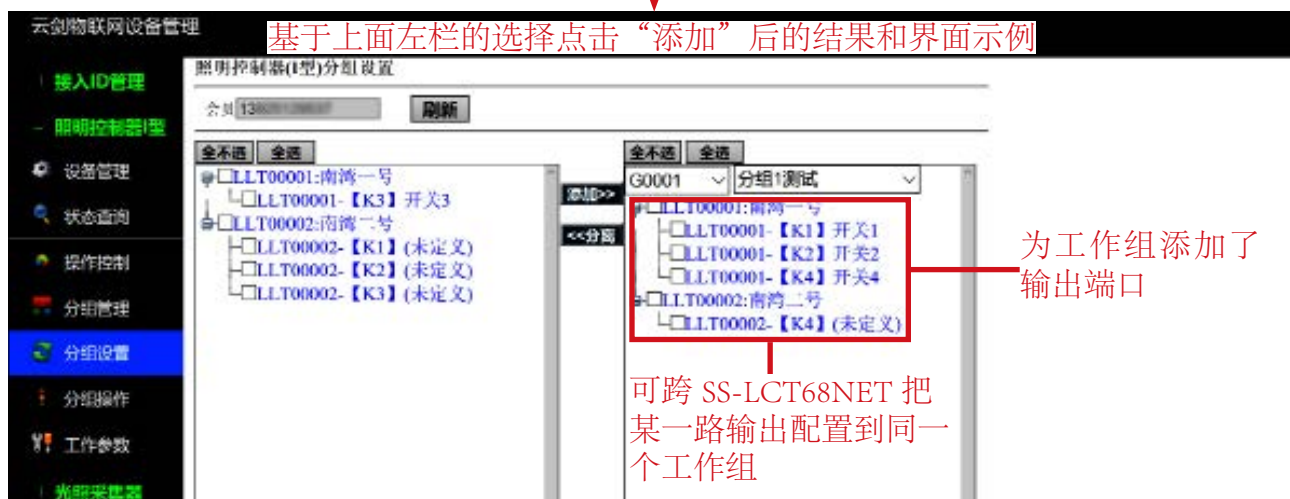 云剑物联网设备管理
基于上面左栏的选择点击“添加”后的结果和界面示例
接入ID管理
照明控制器I型
设备管理
状态查询
操作控制
分组管理
分组设置
分组操作
工作参数
光照采集器
照明控制器(I型)分组设置
会员 13
刷新
全不选 全选
LLT00001:南湾一号
LLT00001-【K3】开关3
LLT00002:南湾二号
LLT00002-【K1】(未定义)
LLT00002-【K2】(未定义)
LLT00002-【K3】(未定义)
添加>>
<<分离
全不选 全选
G0001 分组1测试
LLT00001:南湾一号
LLT00001-【K1】开关1
LLT00001-【K2】开关2
LLT00001-【K4】开关4
LLT00002:南湾二号
LLT00002-【K4】(未定义)
为工作组添加了
输出端口
可跨 SS-LCT68NET 把
某一路输出配置到同一
个工作组